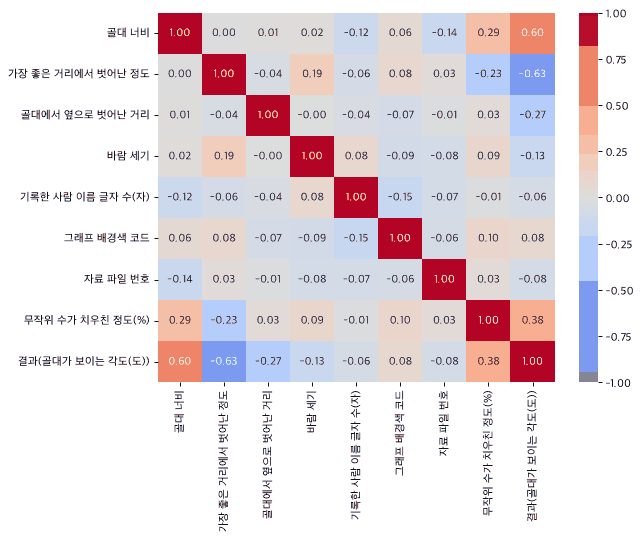 골대 너비 1.00 0.00 0.01 0.02 -0.12 0.06 -0.14 0.29 0.60
가장 좋은 거리에서 벗어난 정도 0.00 1.00 -0.04 0.19 -0.06 0.08 0.03 -0.23 -0.63
골대에서 옆으로 벗어난 거리 0.01 -0.04 1.00 -0.00 -0.04 -0.07 -0.01 0.03 -0.27
바람 세기 0.02 0.19 -0.00 1.00 0.08 -0.09 -0.08 0.09 -0.13
기록한 사람 이름 글자 수(자) -0.12 -0.06 -0.04 0.08 1.00 -0.15 -0.07 -0.01 -0.06
그래프 배경색 코드 0.06 0.08 -0.07 -0.09 -0.15 1.00 -0.06 0.10 0.08
자료 파일 번호 -0.14 0.03 -0.01 -0.08 -0.07 -0.06 1.00 0.03 -0.08
무작위 수가 치우친 정도(%) 0.29 -0.23 0.03 0.09 -0.01 0.10 0.03 1.00 0.38
결과(골대가 보이는 각도(도)) 0.60 -0.63 -0.27 -0.13 -0.06 0.08 -0.08 0.38 1.00
골대 너비
가장 좋은 거리에서 벗어난 정도
골대에서 옆으로 벗어난 거리
바람 세기
기록한 사람 이름 글자 수(자)
그래프 배경색 코드
자료 파일 번호
무작위 수가 치우친 정도(%)
결과(골대가 보이는 각도(도))
1.00
0.75
0.50
0.25
0.00
-0.25
-0.50
-0.75
-1.00